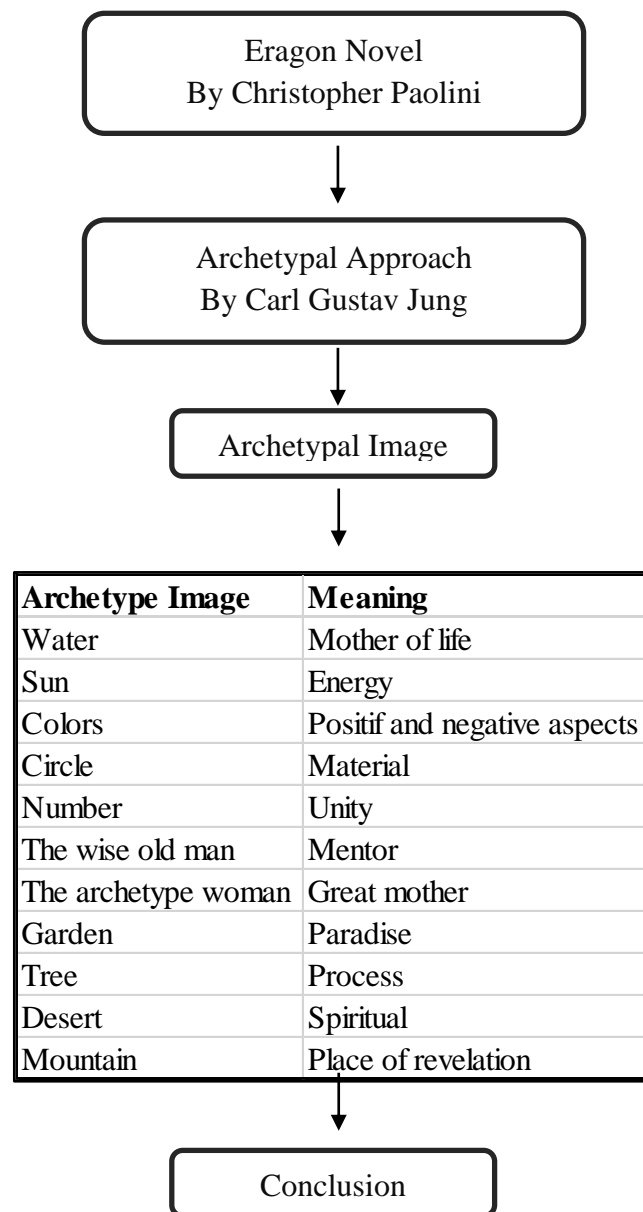 Eragon Novel
By Christopher Paolini
Archetypal Approach
By Carl Gustav Jung
Archetypal Image
Archetype Image Meaning
Water Mother of life
Sun Energy
Colors Positif and negative aspects
Circle Material
Number Unity
The wise old man Mentor
The archetype woman Great mother
Garden Paradise
Tree Process
Desert Spiritual
Mountain Place of revelation
Conclusion